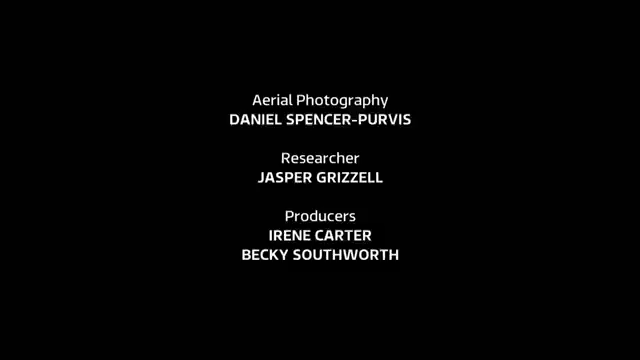 Aerial Photography
DANIEL SPENCER-PURVIS
Researcher
JASPER GRIZZELL
Producers
IRENE CARTER
BECKY SOUTHWORTH